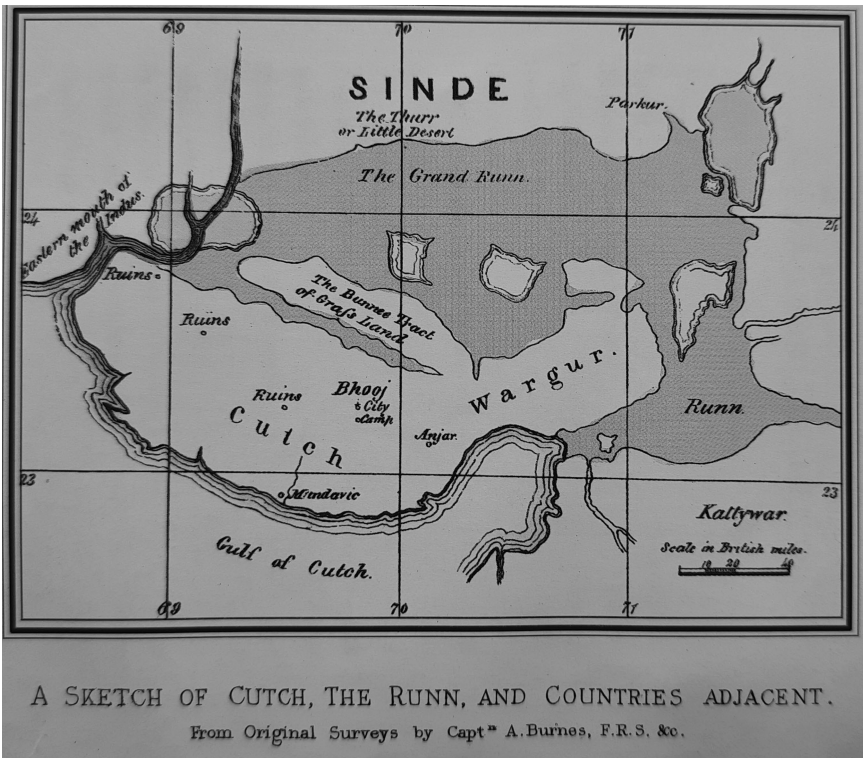 69 70 71
SINDE
The Thurr
or Little Desert
Parkur.
The Grand Runn.
24 24
Eastern mouth of
the Indus.
Ruins
The Bunnee Tract
of Grass Land
Ruins
Wargur.
Bhooj
City
Camp
Ruins
Cutch
Anjar.
Runn.
23 23
Mundavie
Kattywar.
Gulf of Cutch.
Scale in British miles.
10 20 40
69 70 71
A SKETCH OF CUTCH, THE RUNN, AND COUNTRIES ADJACENT.
From Original Surveys by Captⁿ A. Burnes, F.R.S. &c.